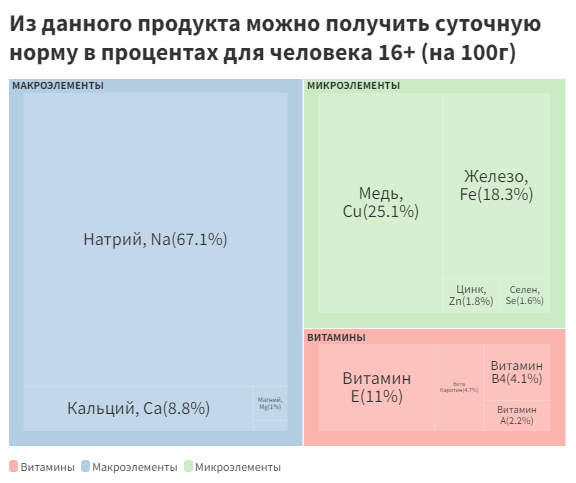 Из данного продукта можно получить суточную
норму в процентах для человека 16+ (на 100г)
МАКРОЭЛЕМЕНТЫ
Натрий, Na(67.1%)
Кальций, Ca(8.8%)
Магний,
Mg(1%)
МИКРОЭЛЕМЕНТЫ
Медь,
Cu(25.1%)
Железо,
Fe(18.3%)
Цинк,
Zn(1.8%)
Селен,
Se(1.6%)
ВИТАМИНЫ
Витамин
E(11%)
бета
Каротин(4.7%)
Витамин
B4(4.1%)
Витамин
A(2.2%)
Витамины
Макроэлементы
Микроэлементы